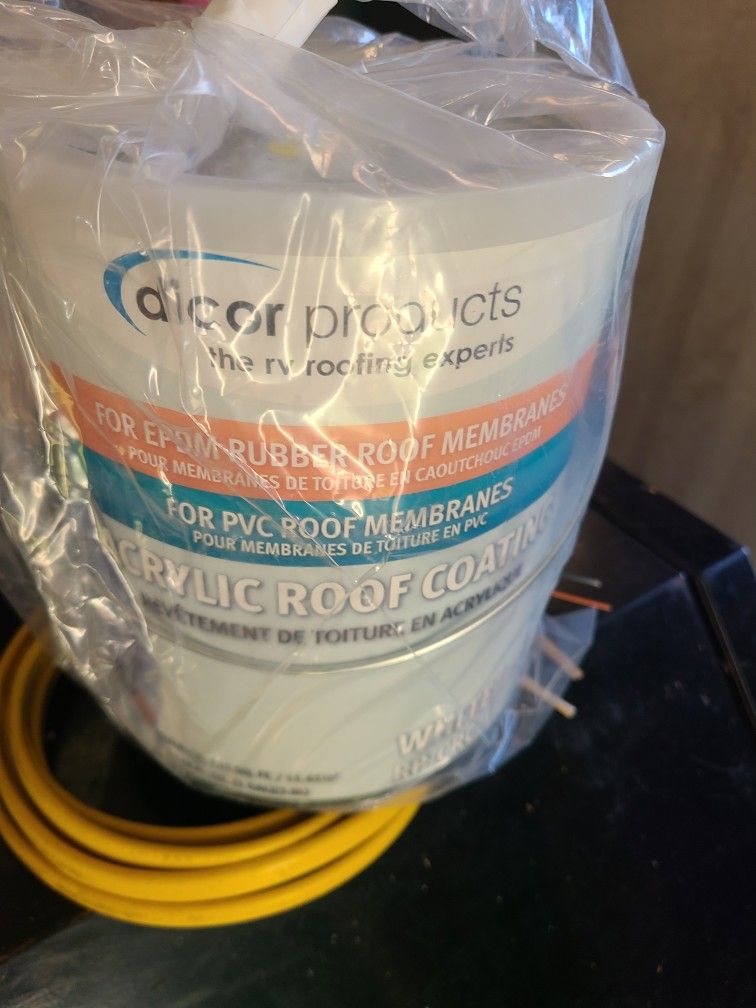 dicor products
the rv roofing experts
FOR EPDM RUBBER ROOF MEMBRANES
POUR MEMBRANES DE TOITURE EN CAOUTCHOUC EPDM
FOR PVC ROOF MEMBRANES
POUR MEMBRANES DE TOITURE EN PVC
ACRYLIC ROOF COATING
REVÊTEMENT DE TOITURE EN ACRYLIQUE
WHITE